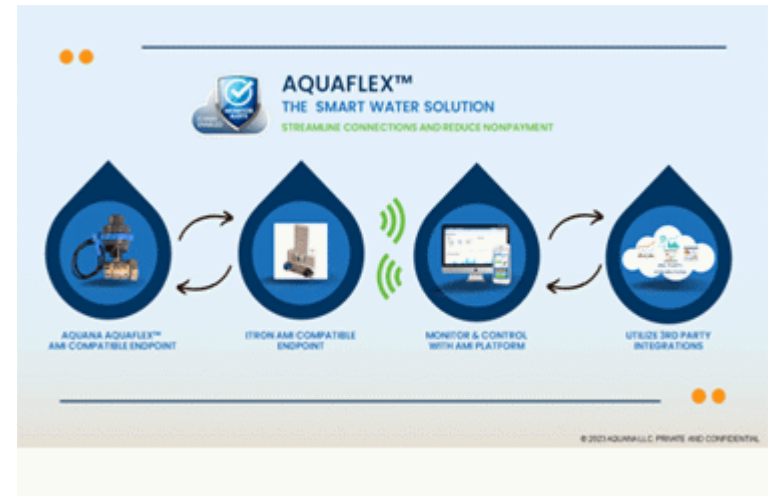 AQUAFLEX™
THE SMART WATER SOLUTION
STREAMLINE CONNECTIONS AND REDUCE NONPAYMENT
AQUANA AQUAFLEX™
AMI COMPATIBLE ENDPOINT
ITRON AMI COMPATIBLE
ENDPOINT
MONITOR & CONTROL
WITH AMI PLATFORM
UTILIZE 3RD PARTY
INTEGRATIONS
© 2023 AQUANA LLC PRIVATE AND CONFIDENTIAL